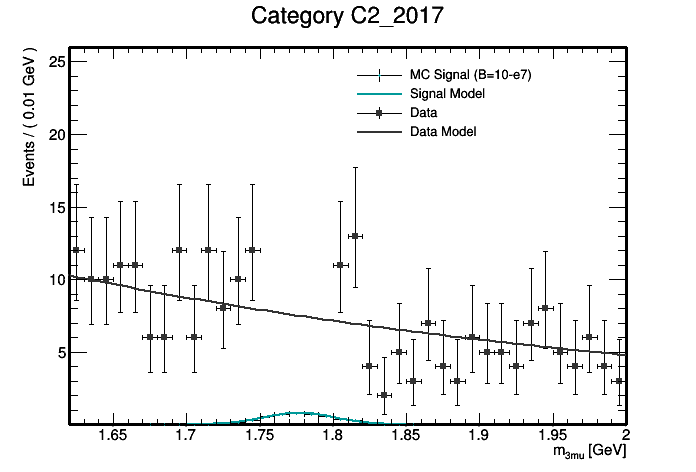 Category C2_2017
Events / ( 0.01 GeV )
25
20
15
10
5
MC Signal (B=10-e7)
Signal Model
Data
Data Model
1.65 1.7 1.75 1.8 1.85 1.9 1.95 2
m3mu [GeV]